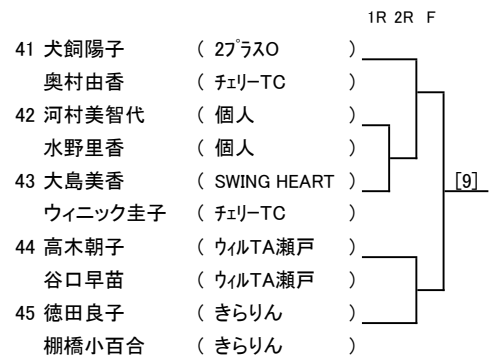 1R 2R F
41 犬飼陽子 ( 2プラスO )
奥村由香 ( チェリーTC )
42 河村美智代 ( 個人 )
水野里香 ( 個人 )
43 大島美香 ( SWING HEART )
[9]
ウィニック圭子 ( チェリーTC )
44 高木朝子 ( ウィルTA瀬戸 )
谷口早苗 ( ウィルTA瀬戸 )
45 徳田良子 ( きらりん )
棚橋小百合 ( きらりん )